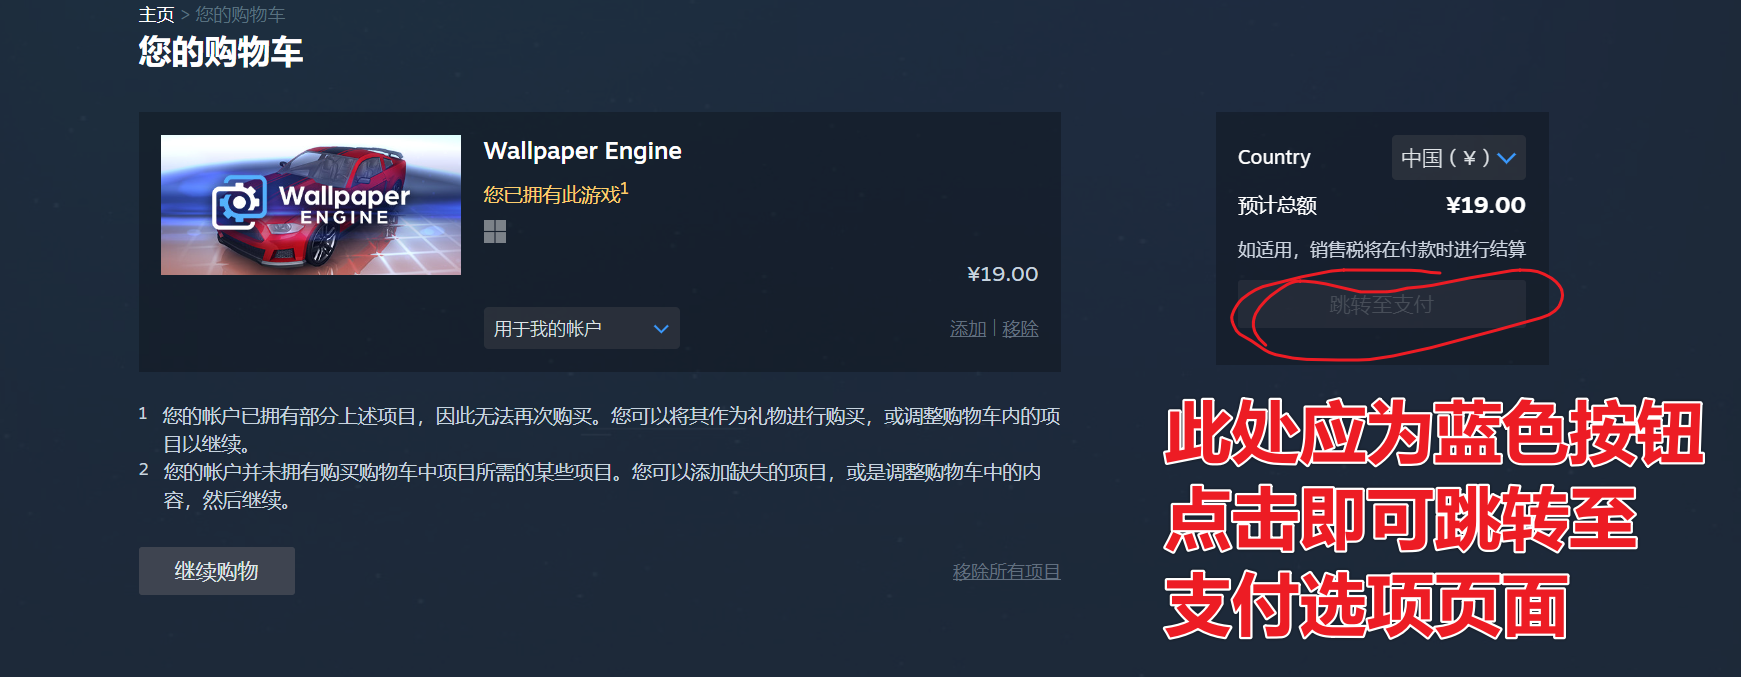 主页 > 您的购物车
您的购物车
Wallpaper
ENGINE
Wallpaper Engine
您已拥有此游戏1
¥19.00
用于我的帐户
添加 | 移除
Country
中国 ( ¥ )
预计总额
¥19.00
如适用，销售税将在付款时进行结算
跳转至支付
1 您的帐户已拥有部分上述项目，因此无法再次购买。您可以将其作为礼物进行购买，或调整购物车内的项
目以继续。
2 您的帐户并未拥有购买购物车中项目所需的某些项目。您可以添加缺失的项目，或是调整购物车中的内
容，然后继续。
继续购物
移除所有项目
此处应为蓝色按钮
点击即可跳转至
支付选项页面